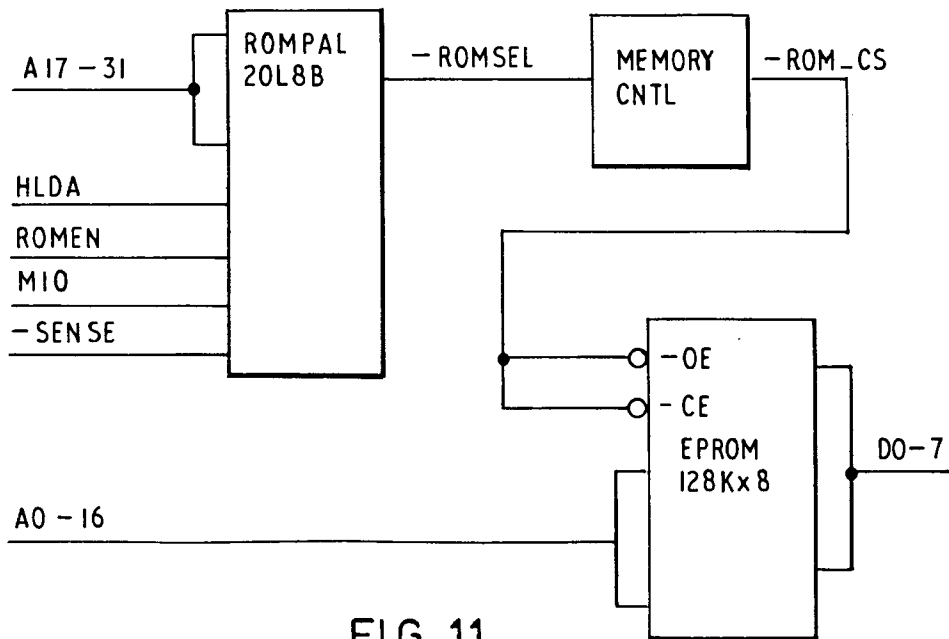 ROMPAL
20L8B
A17-31
HLDA
ROMEN
MIO
-SENSE
-ROMSEL
MEMORY
CNTL
-ROM_CS
-OE
-CE
EPROM
128Kx8
A0-16
D0-7
FIG. 11